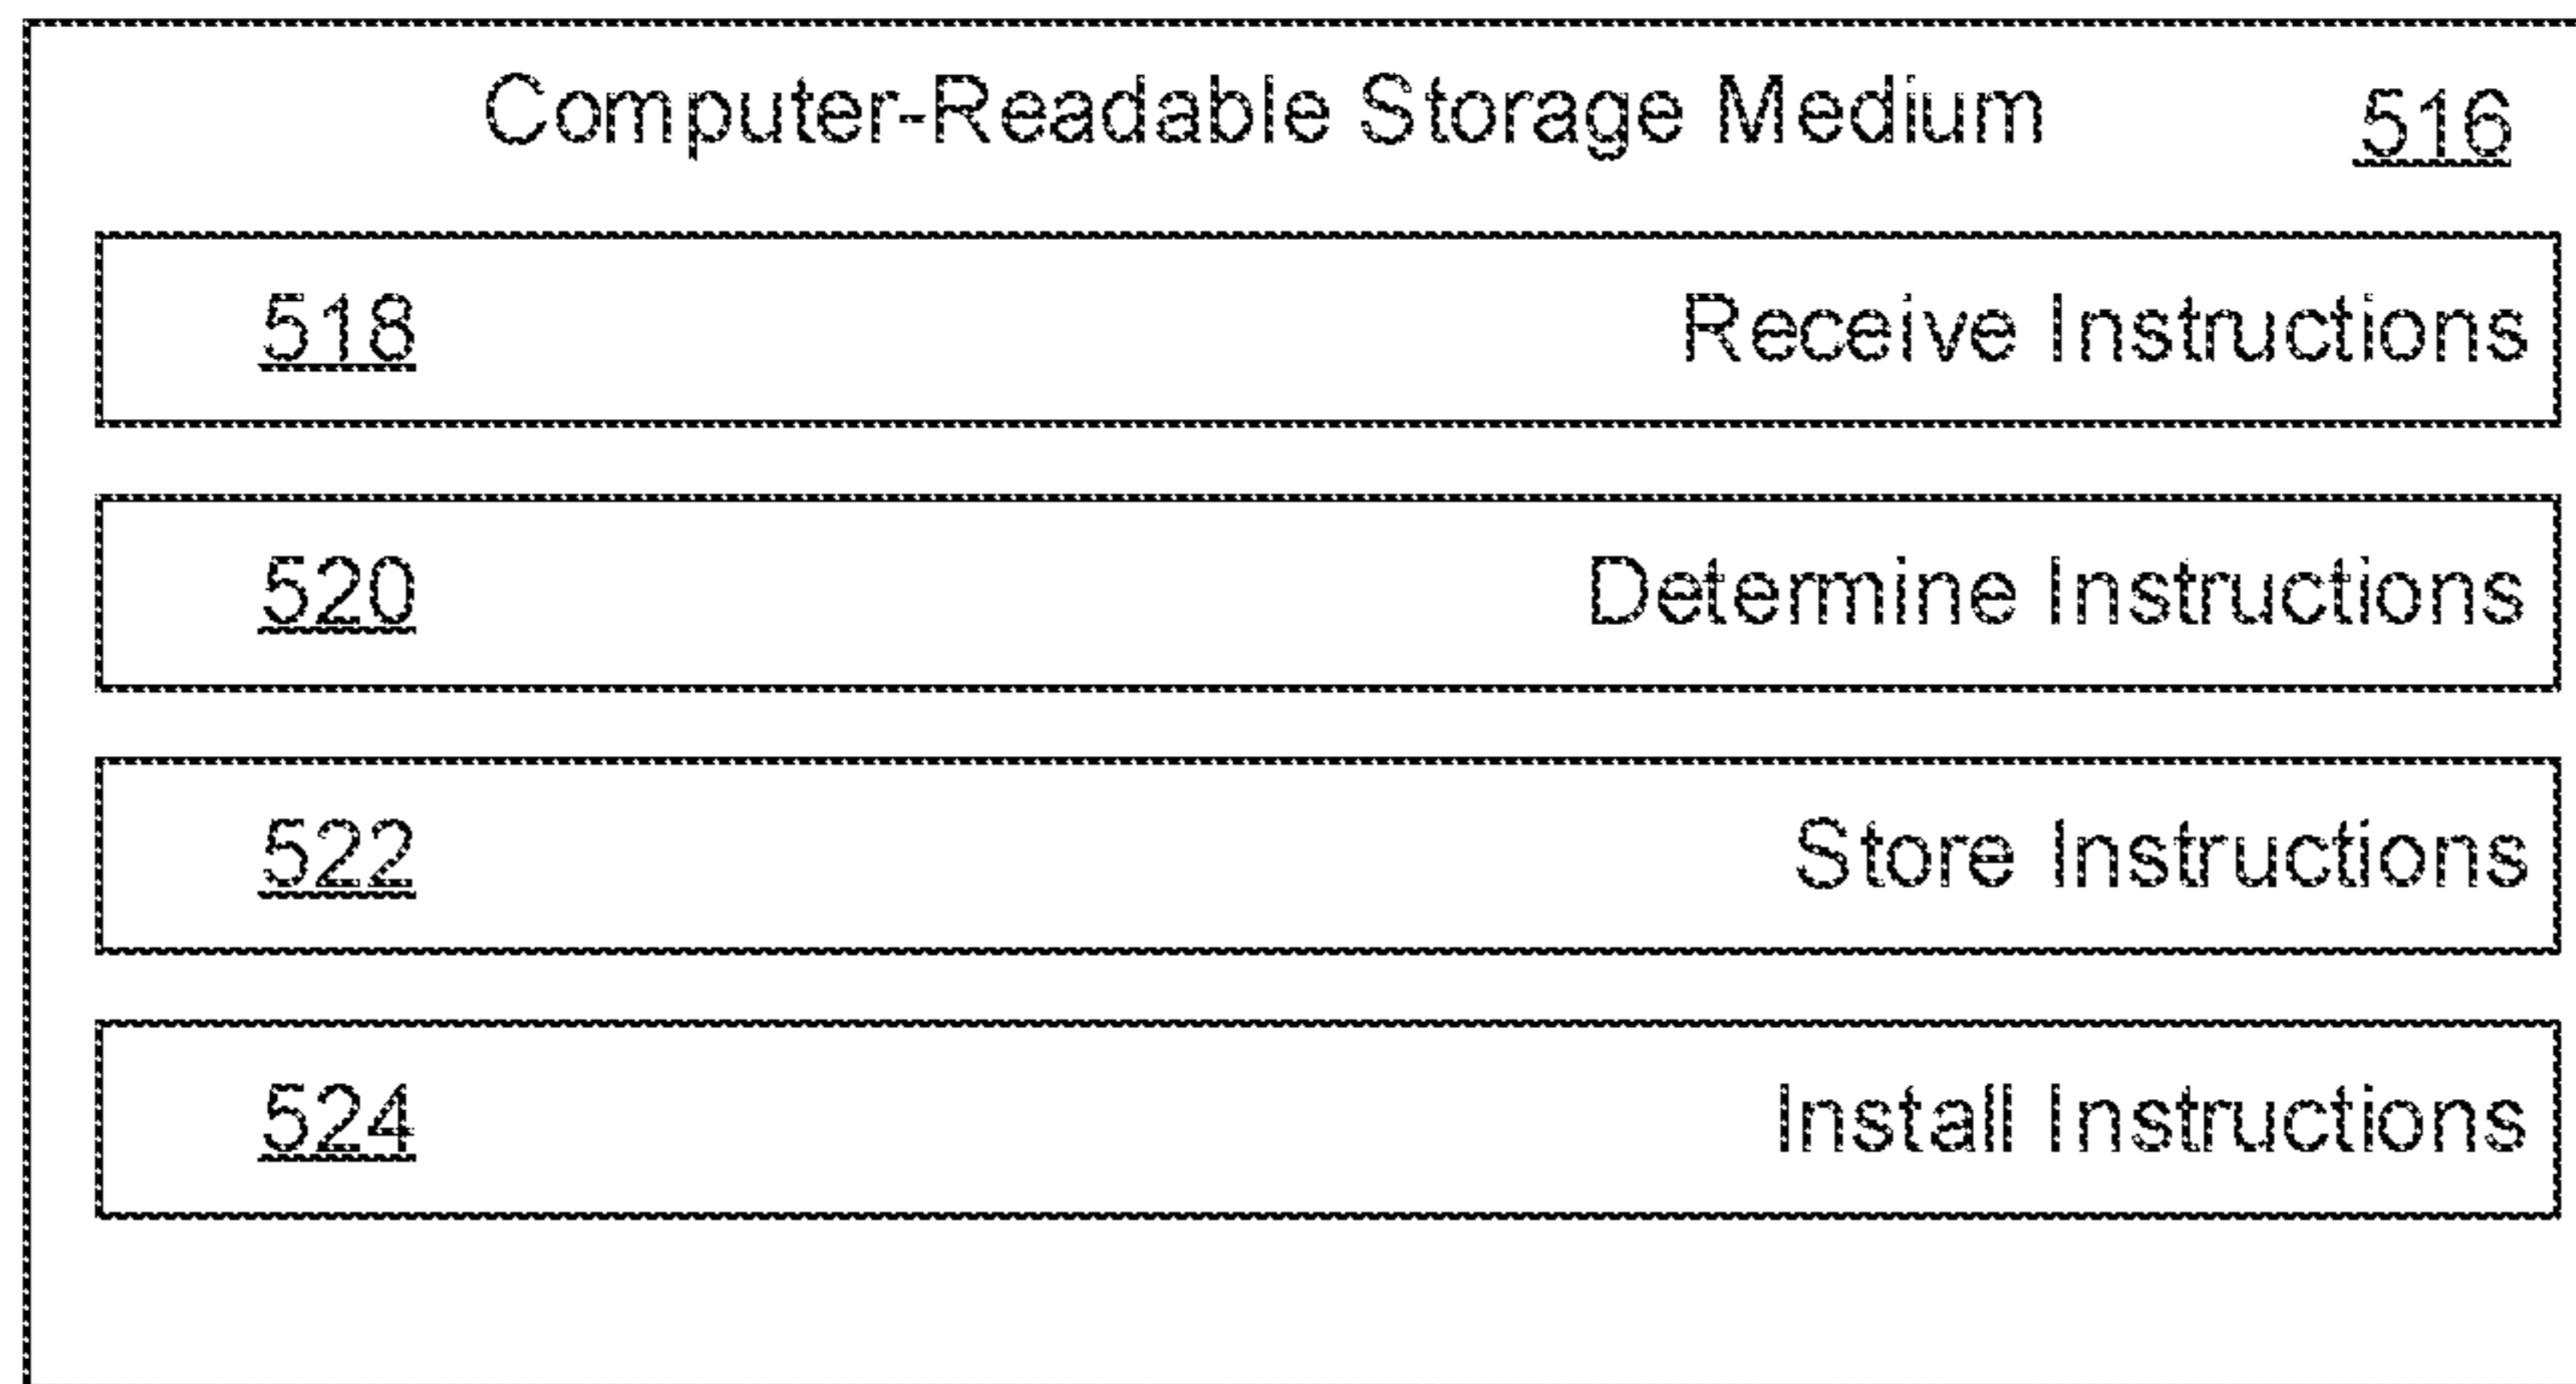 Computer-Readable Storage Medium 516
518 Receive Instructions
520 Determine Instructions
522 Store Instructions
524 Install Instructions